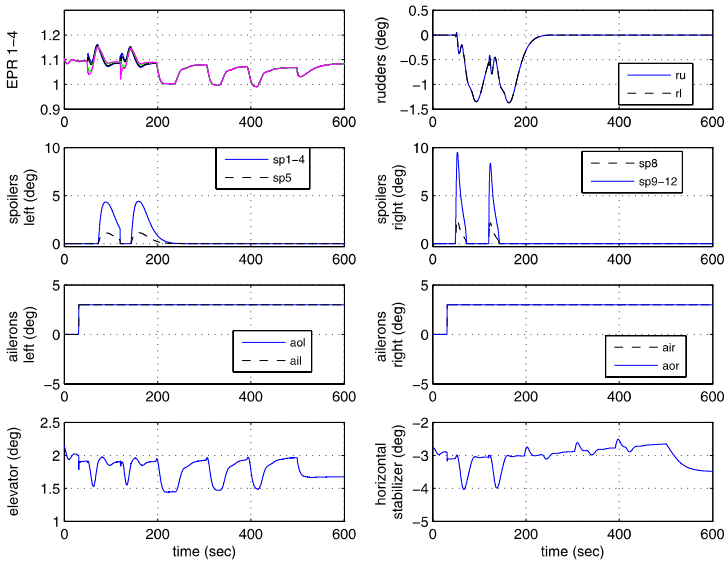 EPR 1−4
1.2
1.1
1
0.9
0 200 400 600
rudders (deg)
0.5
0
−0.5
−1
−1.5
ru
rl
0 200 400 600
spoilers
left (deg)
10
5
0
sp1−4
sp5
0 200 400 600
spoilers
right (deg)
10
5
0
sp8
sp9−12
0 200 400 600
ailerons
left (deg)
5
0
−5
aol
ail
0 200 400 600
ailerons
right (deg)
5
0
−5
air
aor
0 200 400 600
elevator (deg)
2.5
2
1.5
1
0 200 400 600
time (sec)
horizontal
stabilizer (deg)
−2
−3
−4
−5
0 200 400 600
time (sec)